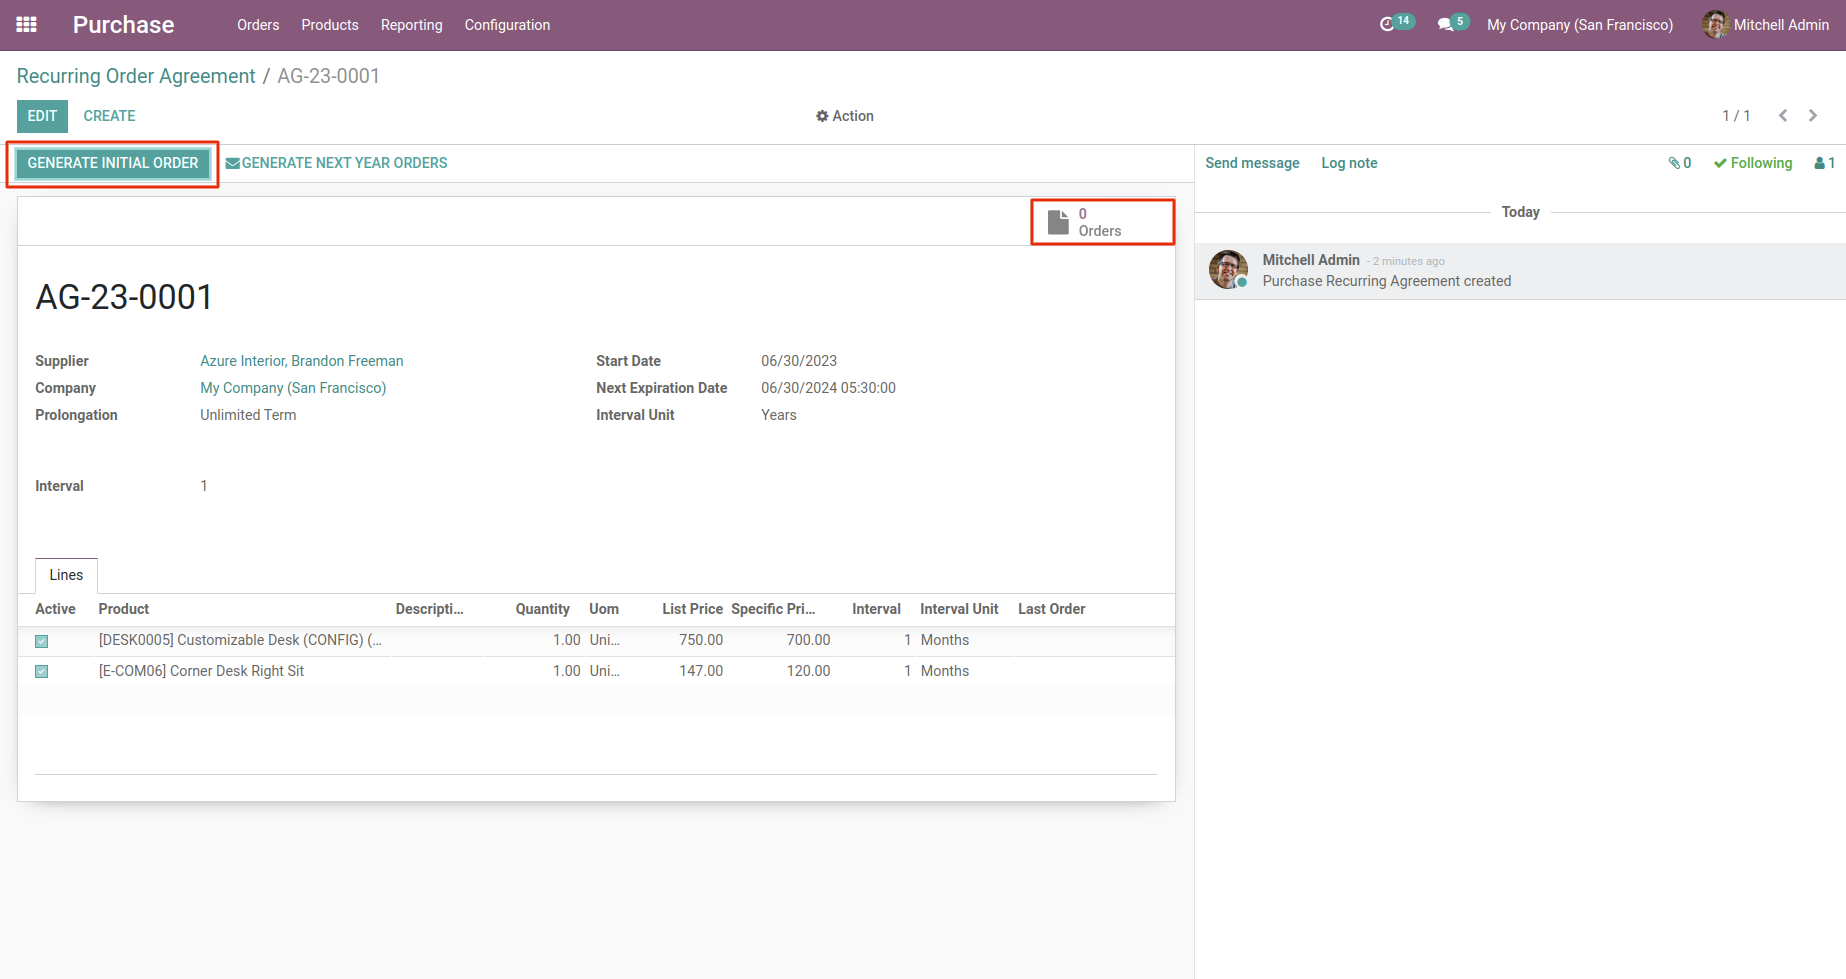 Purchase Orders Products Reporting Configuration 14 5 My Company (San Francisco) Mitchell Admin
Recurring Order Agreement / AG-23-0001
EDIT CREATE Action 1 / 1
GENERATE INITIAL ORDER GENERATE NEXT YEAR ORDERS Send message Log note 0 Following 1
0
Orders
Today
Mitchell Admin - 2 minutes ago
Purchase Recurring Agreement created
AG-23-0001
Supplier Azure Interior, Brandon Freeman Start Date 06/30/2023
Company My Company (San Francisco) Next Expiration Date 06/30/2024 05:30:00
Prolongation Unlimited Term Interval Unit Years
Interval 1
Lines
Active Product Descripti... Quantity Uom List Price Specific Pri... Interval Interval Unit Last Order
[DESK0005] Customizable Desk (CONFIG) (... 1.00 Uni... 750.00 700.00 1 Months
[E-COM06] Corner Desk Right Sit 1.00 Uni... 147.00 120.00 1 Months